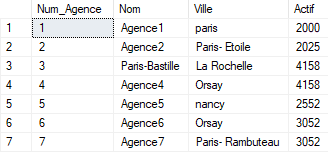 Num_Agence Nom Ville Actif
1 1 Agence1 paris 2000
2 2 Agence2 Paris- Etoile 2025
3 3 Paris-Bastille La Rochelle 4158
4 4 Agence4 Orsay 4158
5 5 Agence5 nancy 2552
6 6 Agence6 Orsay 3052
7 7 Agence7 Paris- Rambuteau 3052